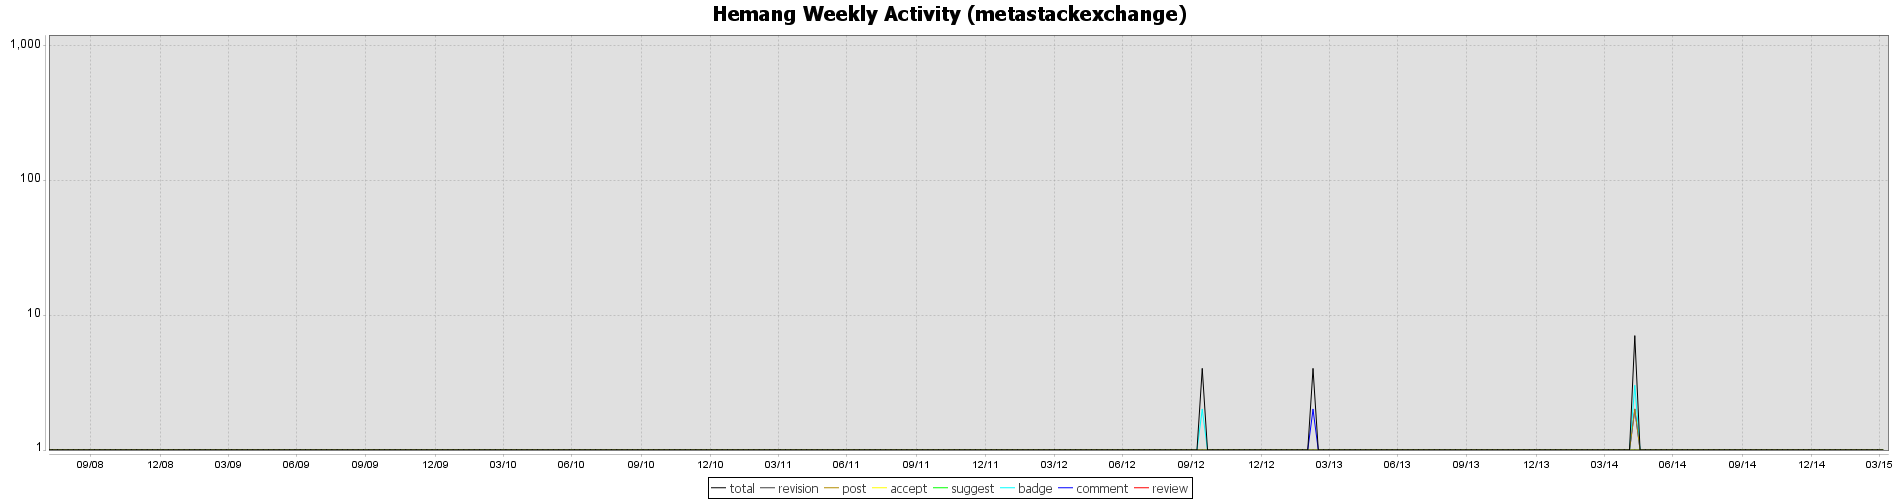 Hemang Weekly Activity (metastackexchange)
1,000
100
10
1
09/08 12/08 03/09 06/09 09/09 12/09 03/10 06/10 09/10 12/10 03/11 06/11 09/11 12/11 03/12 06/12 09/12 12/12 03/13 06/13 09/13 12/13 03/14 06/14 09/14 12/14 03/15
total revision post accept suggest badge comment review